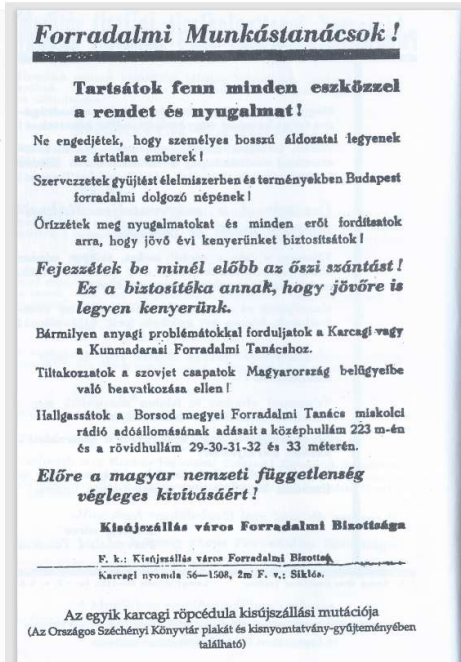 Forradalmi Munkástanácsok !
Tartsátok fenn minden eszközzel
a rendet és nyugalmat !
Ne engedjétek, hogy személyes bosszú áldozatai legyenek
az ártatlan emberek !
Szervezzetek gyüjtést élelmiszerben és terményekben Budapest
forradalmi dolgozó népének !
Őrizzétek meg nyugalmatokat és minden erőt fordítsatok
arra, hogy jövő évi kenyerünket biztosítsátok !
Fejezzétek be minél előbb az őszi szántást !
Ez a biztosítéka annak, hogy jövőre is
legyen kenyerünk.
Bármilyen anyagi problémátokkal forduljatok a Karcagi vagy
a Kunmadarasi Forradalmi Tanácshoz.
Tiltakozzatok a szovjet csapatok Magyarország belügyeibe
való beavatkozása ellen !
Hallgassátok a Borsod megyei Forradalmi Tanács miskolci
rádió adóállomásának adásait a középhullám 223 m-én
és a rövidhullám 29-30-31-32 és 33 méterén.
Előre a magyar nemzeti függetlenség
végleges kivívásáért !
Kisújszállás város Forradalmi Bizottsága
F. k.: Kisújszállás város Forradalmi Bizottság
Karcagi nyomda 56—1508, 2m F. v.: Siklós.
Az egyik karcagi röpcédula kisújszállási mutációja
(Az Országos Széchényi Könyvtár plakát és kisnyomtatvány-gyűjteményében
található)